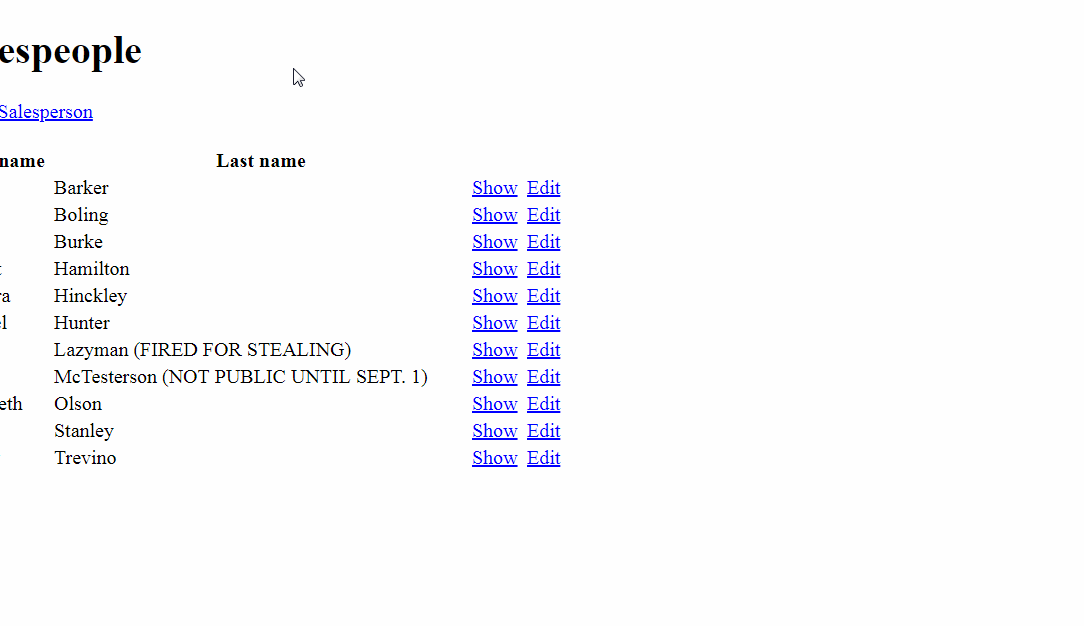 espeople
Salesperson
name Last name
Barker Show Edit
Boling Show Edit
Burke Show Edit
t Hamilton Show Edit
ra Hinckley Show Edit
el Hunter Show Edit
Lazyman (FIRED FOR STEALING) Show Edit
McTesterson (NOT PUBLIC UNTIL SEPT. 1) Show Edit
eth Olson Show Edit
Stanley Show Edit
Trevino Show Edit